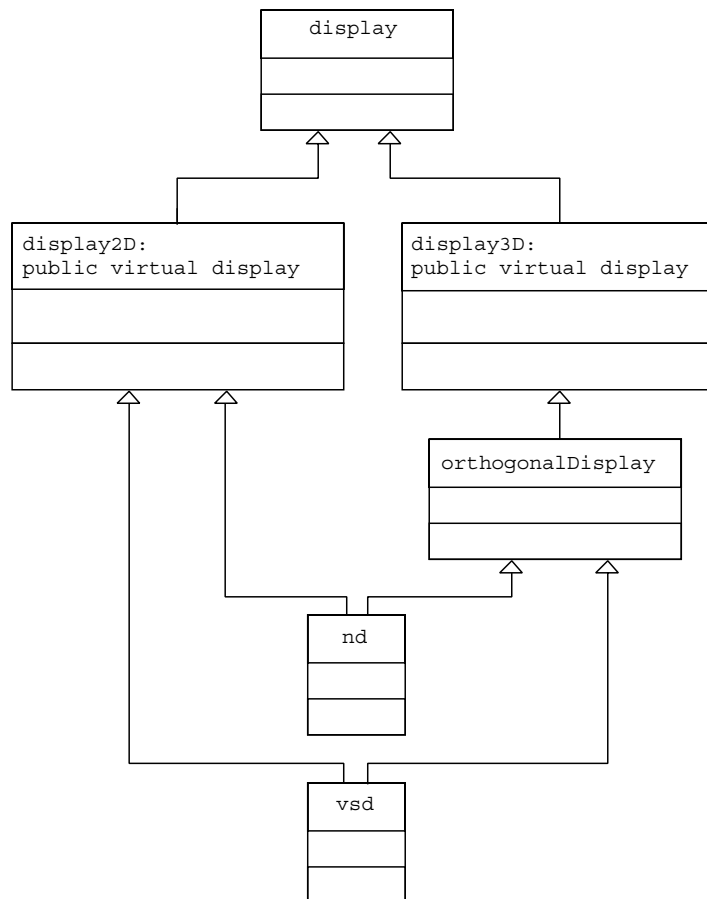 display
display2D:
public virtual display
display3D:
public virtual display
orthogonalDisplay
nd
vsd